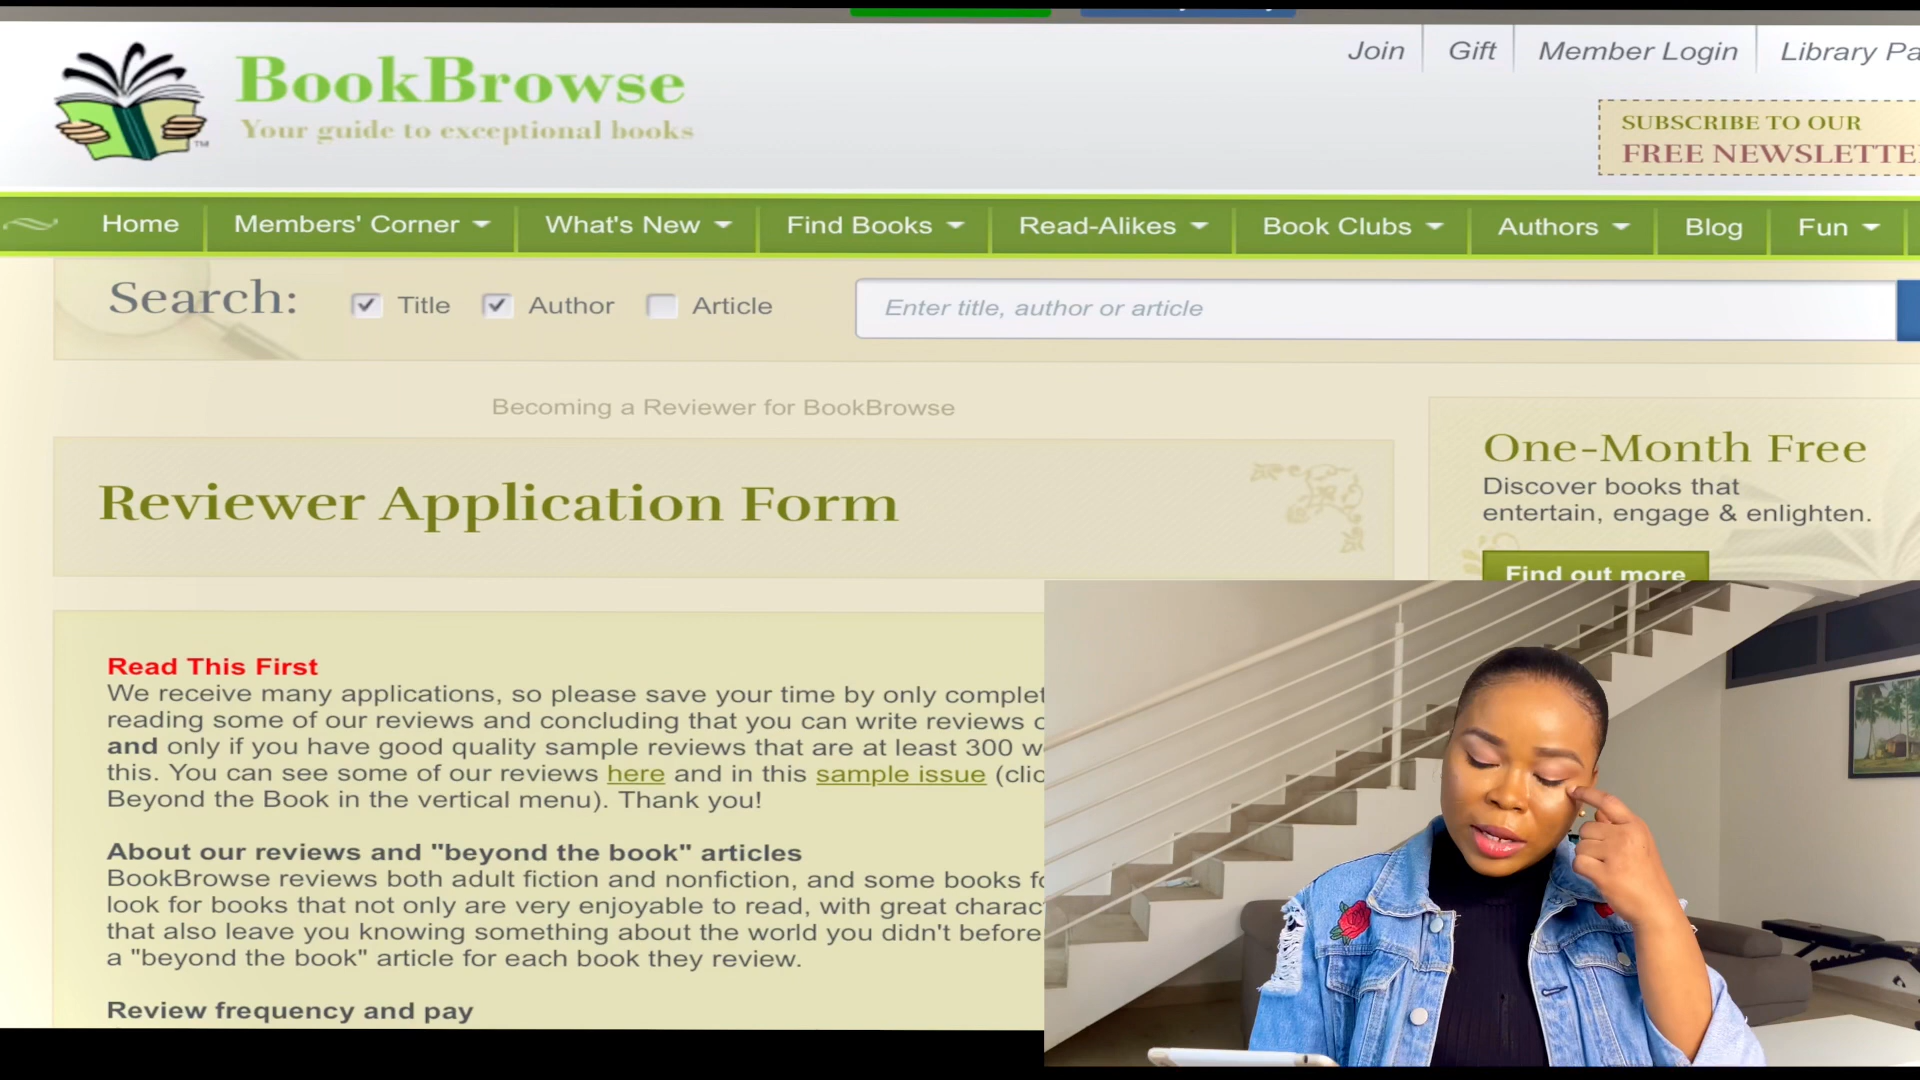 BookBrowse
Your guide to exceptional books
TM
Join
Gift
Member Login
Library
SUBSCRIBE TO OUR
FREE
Home
Members' Corner
What's New
Find Books
Read-Alikes
Book Clubs
Authors
Blog
Fun
Search:
Title
Author
Article
Enter title, author or article
Becoming a Reviewer for BookBrowse
Reviewer Application Form
One-Month Free
Discover books that
entertain, engage & enlighten.
Find out more
Read This First
We receive many applications, so please save your time by only
reading some of our reviews and concluding that you can write reviews
and only if you have good quality sample reviews that are at least 300
this. You can see some of our reviews here and in this sample issue
Beyond the Book in the vertical menu). Thank you!
About our reviews and "beyond the book" articles
BookBrowse reviews both adult fiction and nonfiction, and some books
look for books that not only are very enjoyable to read, with great
that also leave you knowing something about the world you didn't before
a "beyond the book" article for each book they review.
Review frequency and pay